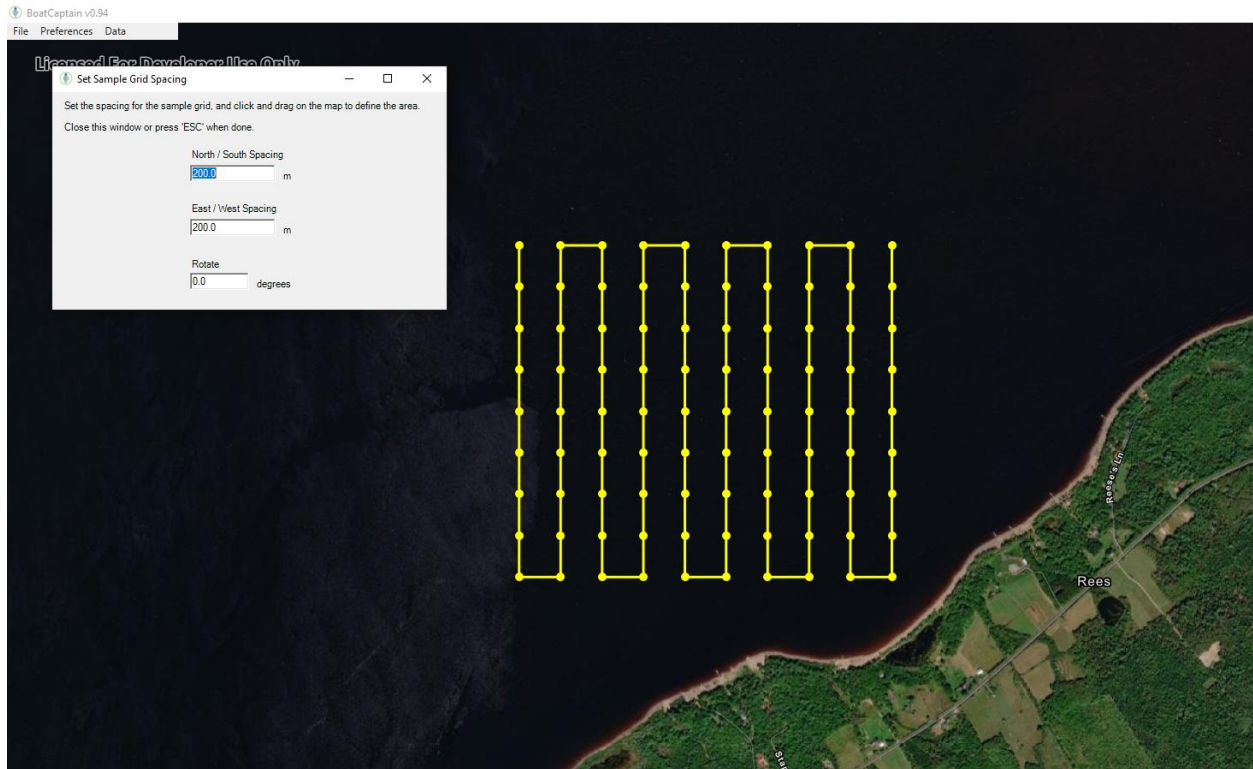 BoatCaptain v0.94
File Preferences Data
Licensed For Developer Use Only
Set Sample Grid Spacing
Set the spacing for the sample grid, and click and drag on the map to define the area.
Close this window or press 'ESC' when done.
North / South Spacing
200.0 m
East / West Spacing
200.0 m
Rotate
0.0 degrees
Reese's Ln
Rees